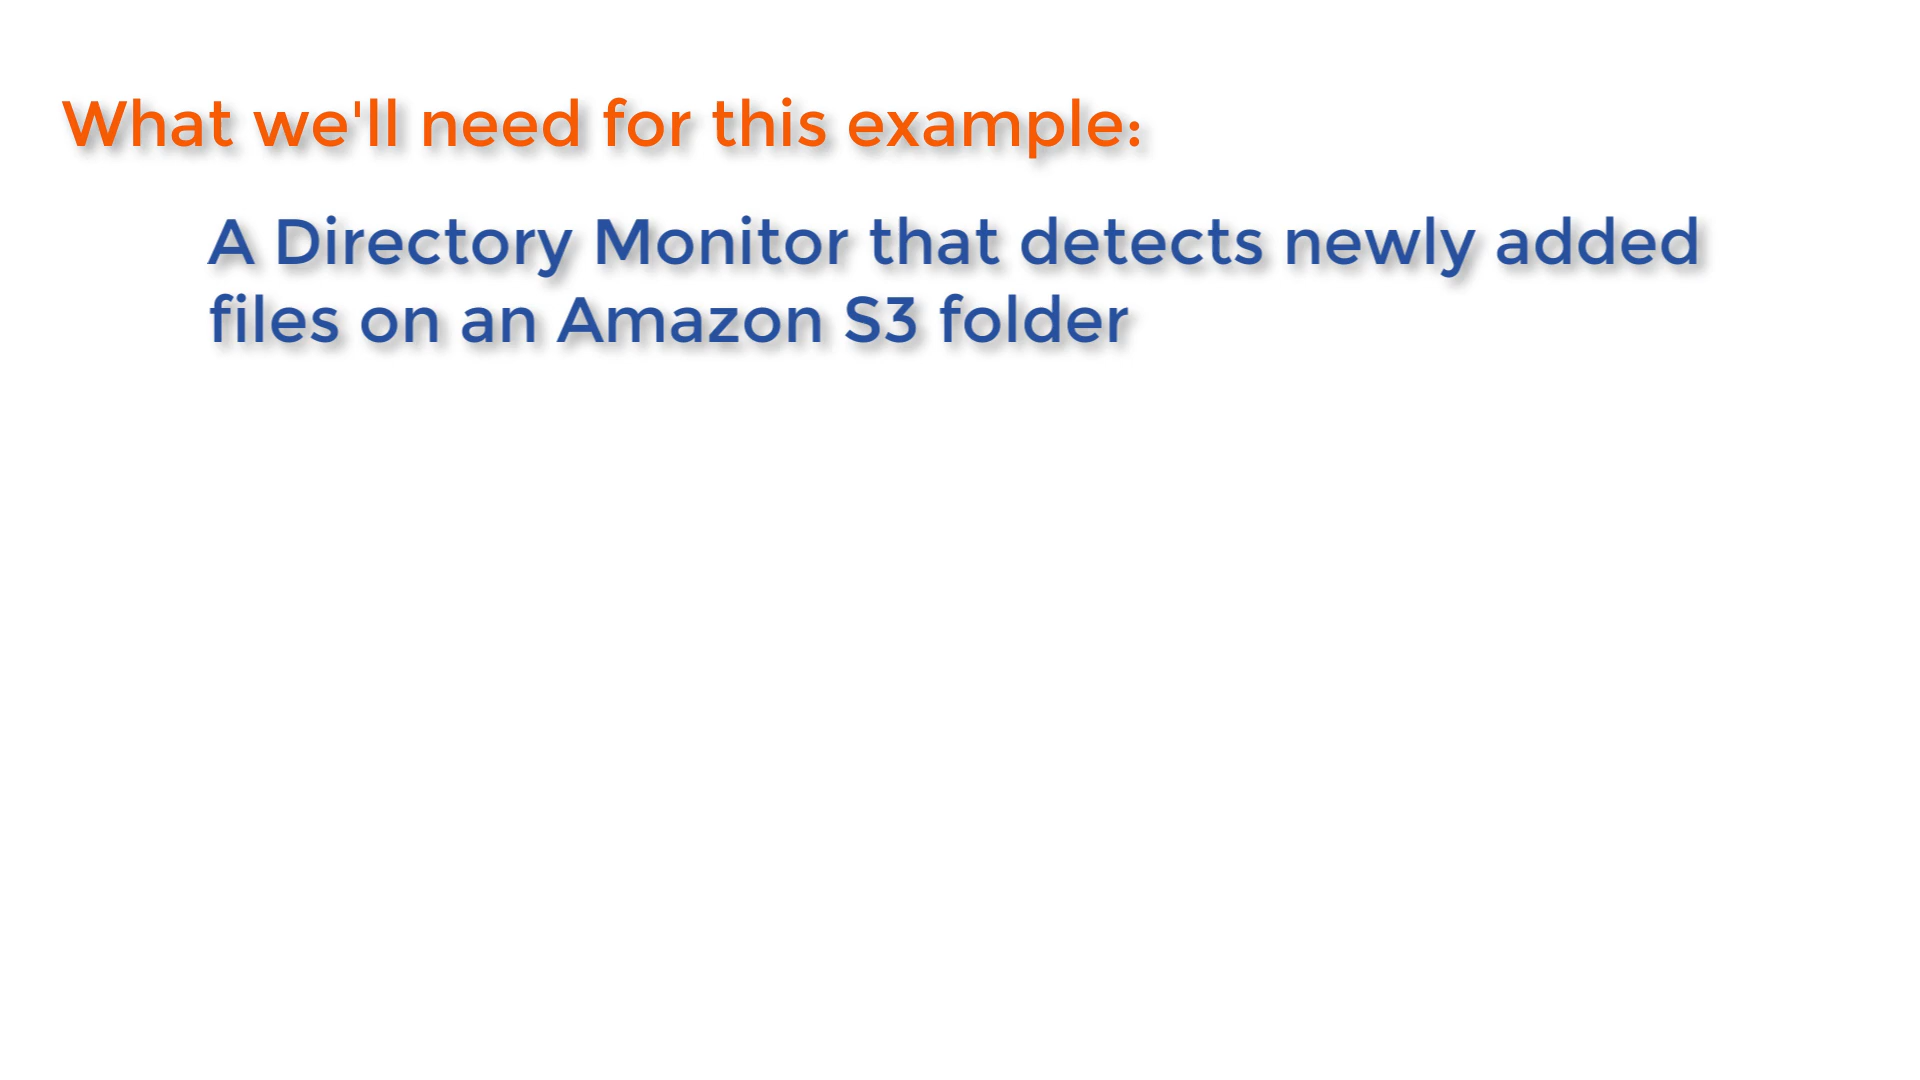 What we'll need for this example:
A Directory Monitor that detects newly added
files on an Amazon S3 folder